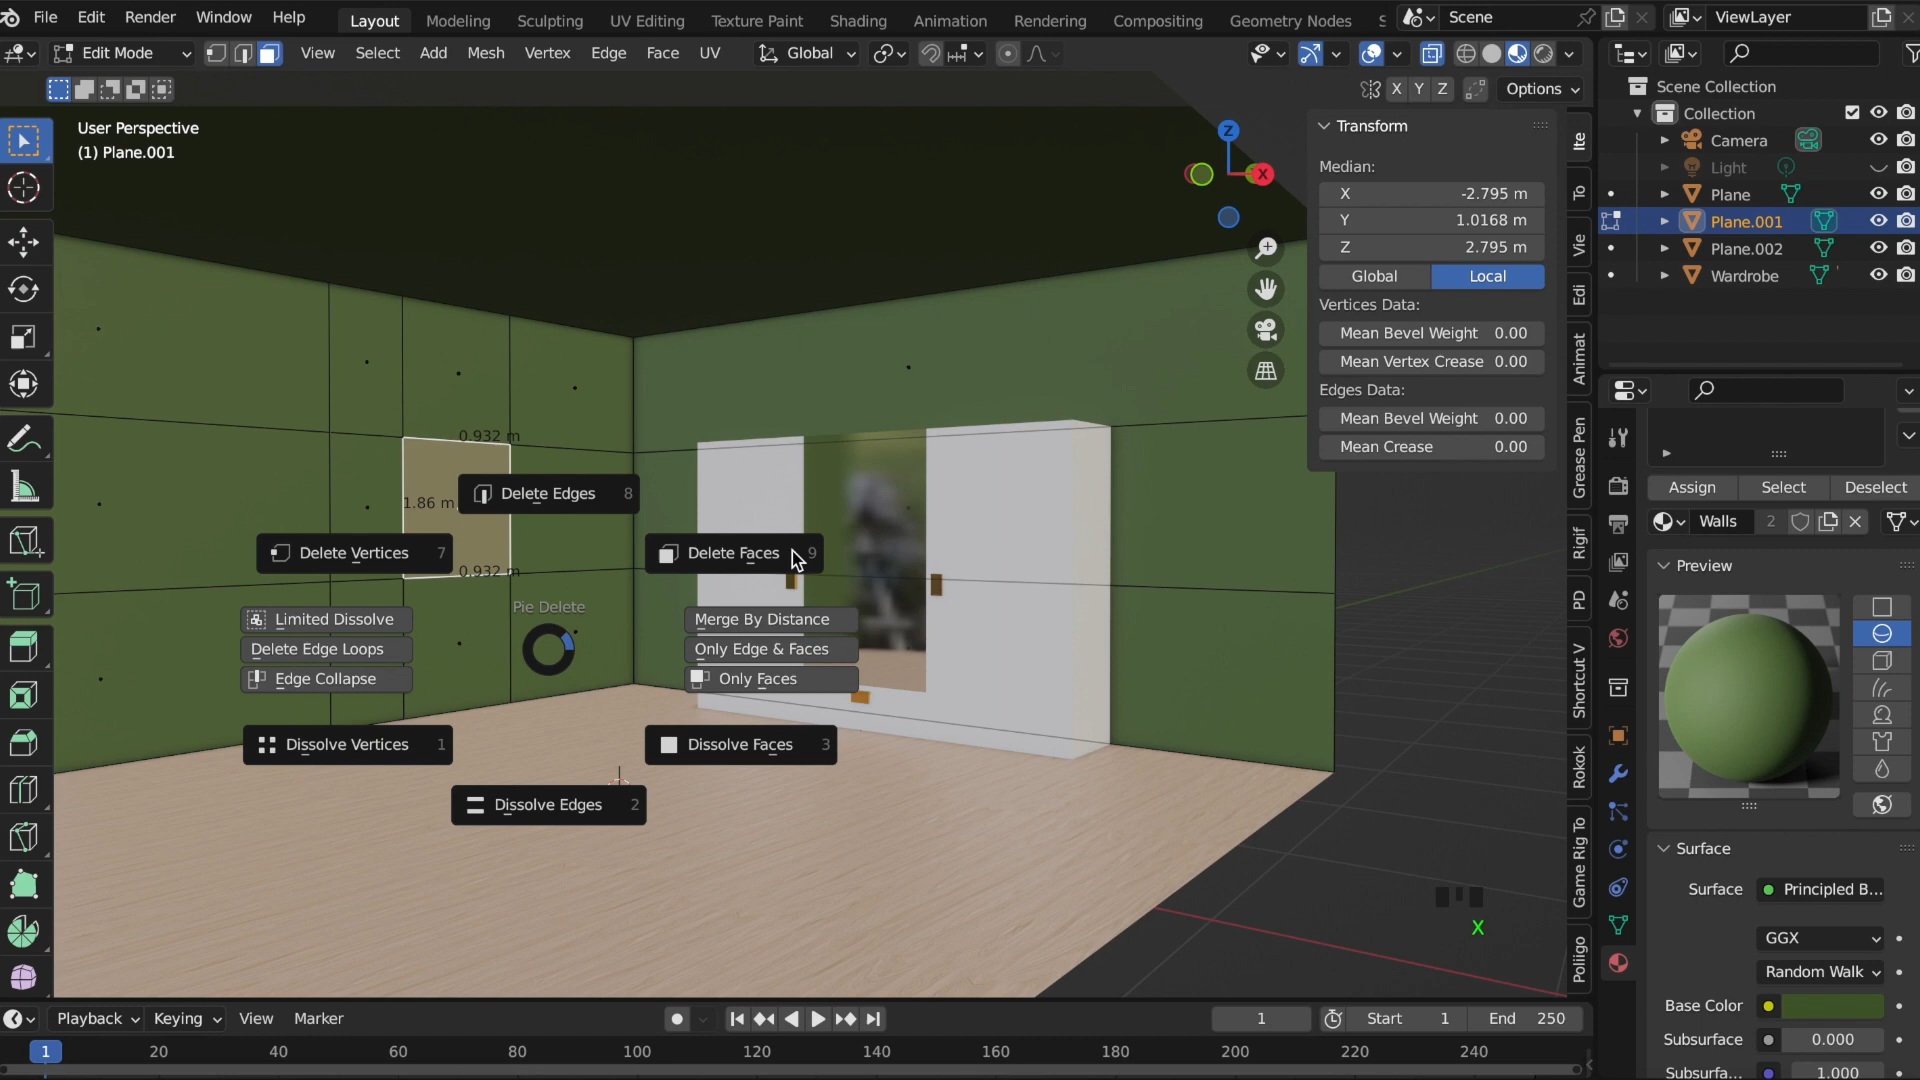 File Edit Render Window Help Layout Modeling Sculpting UV Editing Texture Paint Shading Animation Rendering Compositing Geometry Nodes Scene ViewLayer
Edit Mode View Select Add Mesh Vertex Edge Face UV Global
X Y Z Options
User Perspective
(1) Plane.001
Z
X
Transform
Median:
X -2.795 m
Y 1.0168 m
Z 2.795 m
Global Local
Vertices Data:
Mean Bevel Weight 0.00
Mean Vertex Crease 0.00
Edges Data:
Mean Bevel Weight 0.00
Mean Crease 0.00
Ite
To
Vie
Edi
Animat
Grease Pen
Rigif
PD
Shortcut V
Rokok
Game Rig To
Poliigo
Scene Collection
Collection
Camera
Light
Plane
Plane.001
Plane.002
Wardrobe
Assign Select Deselect
Walls 2
Preview
Surface
Surface Principled B...
GGX
Random Walk
Base Color
Subsurface 0.000
Subsurfa... 1.000
0.932 m
1.86 m
0.932 m
Delete Edges 8
Delete Vertices 7
Delete Faces 9
Pie Delete
Limited Dissolve
Delete Edge Loops
Edge Collapse
Merge By Distance
Only Edge & Faces
Only Faces
Dissolve Vertices 1
Dissolve Faces 3
Dissolve Edges 2
X
Playback Keying View Marker 1 Start 1 End 250
1 20 40 60 80 100 120 140 160 180 200 220 240